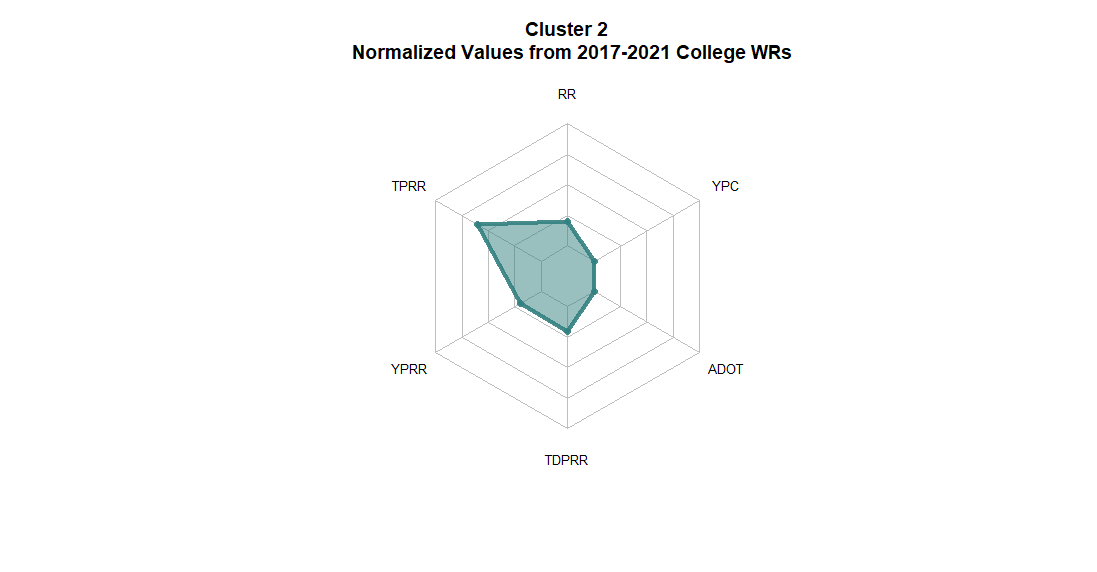 Cluster 2
Normalized Values from 2017-2021 College WRs
RR
TPRR
YPC
YPRR
ADOT
TDPRR